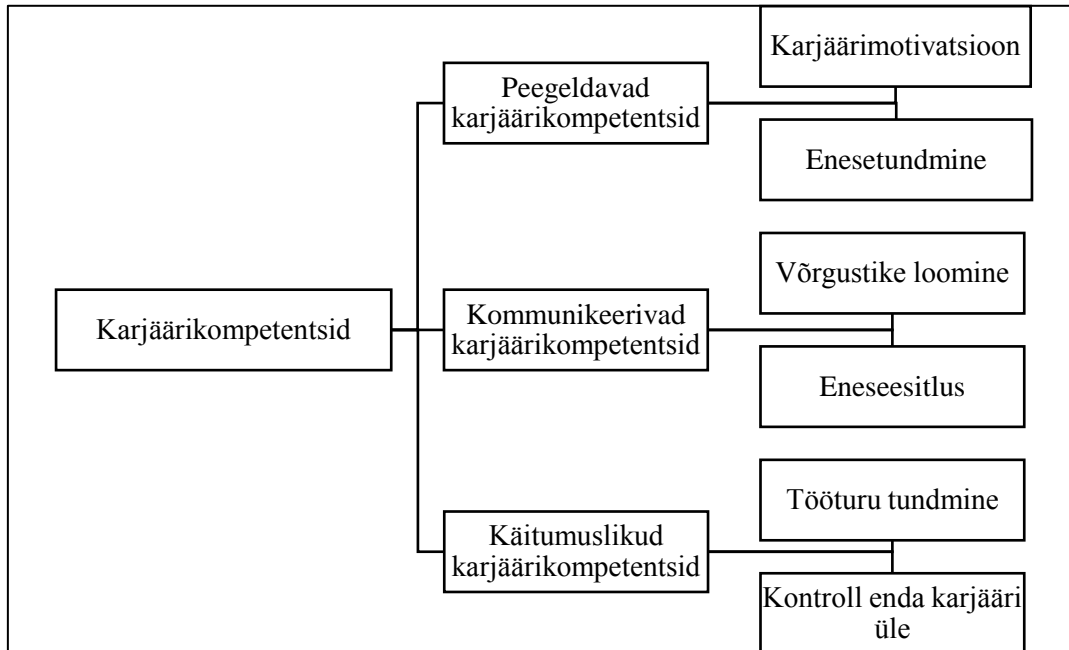 Karjäärimotivatsioon
Peegeldavad
karjäärikompetentsid
Enesetundmine
Võrgustike loomine
Karjäärikompetentsid
Kommunikeerivad
karjäärikompetentsid
Eneseesitlus
Tööturu tundmine
Käitumuslikud
karjäärikompetentsid
Kontroll enda karjääri
üle